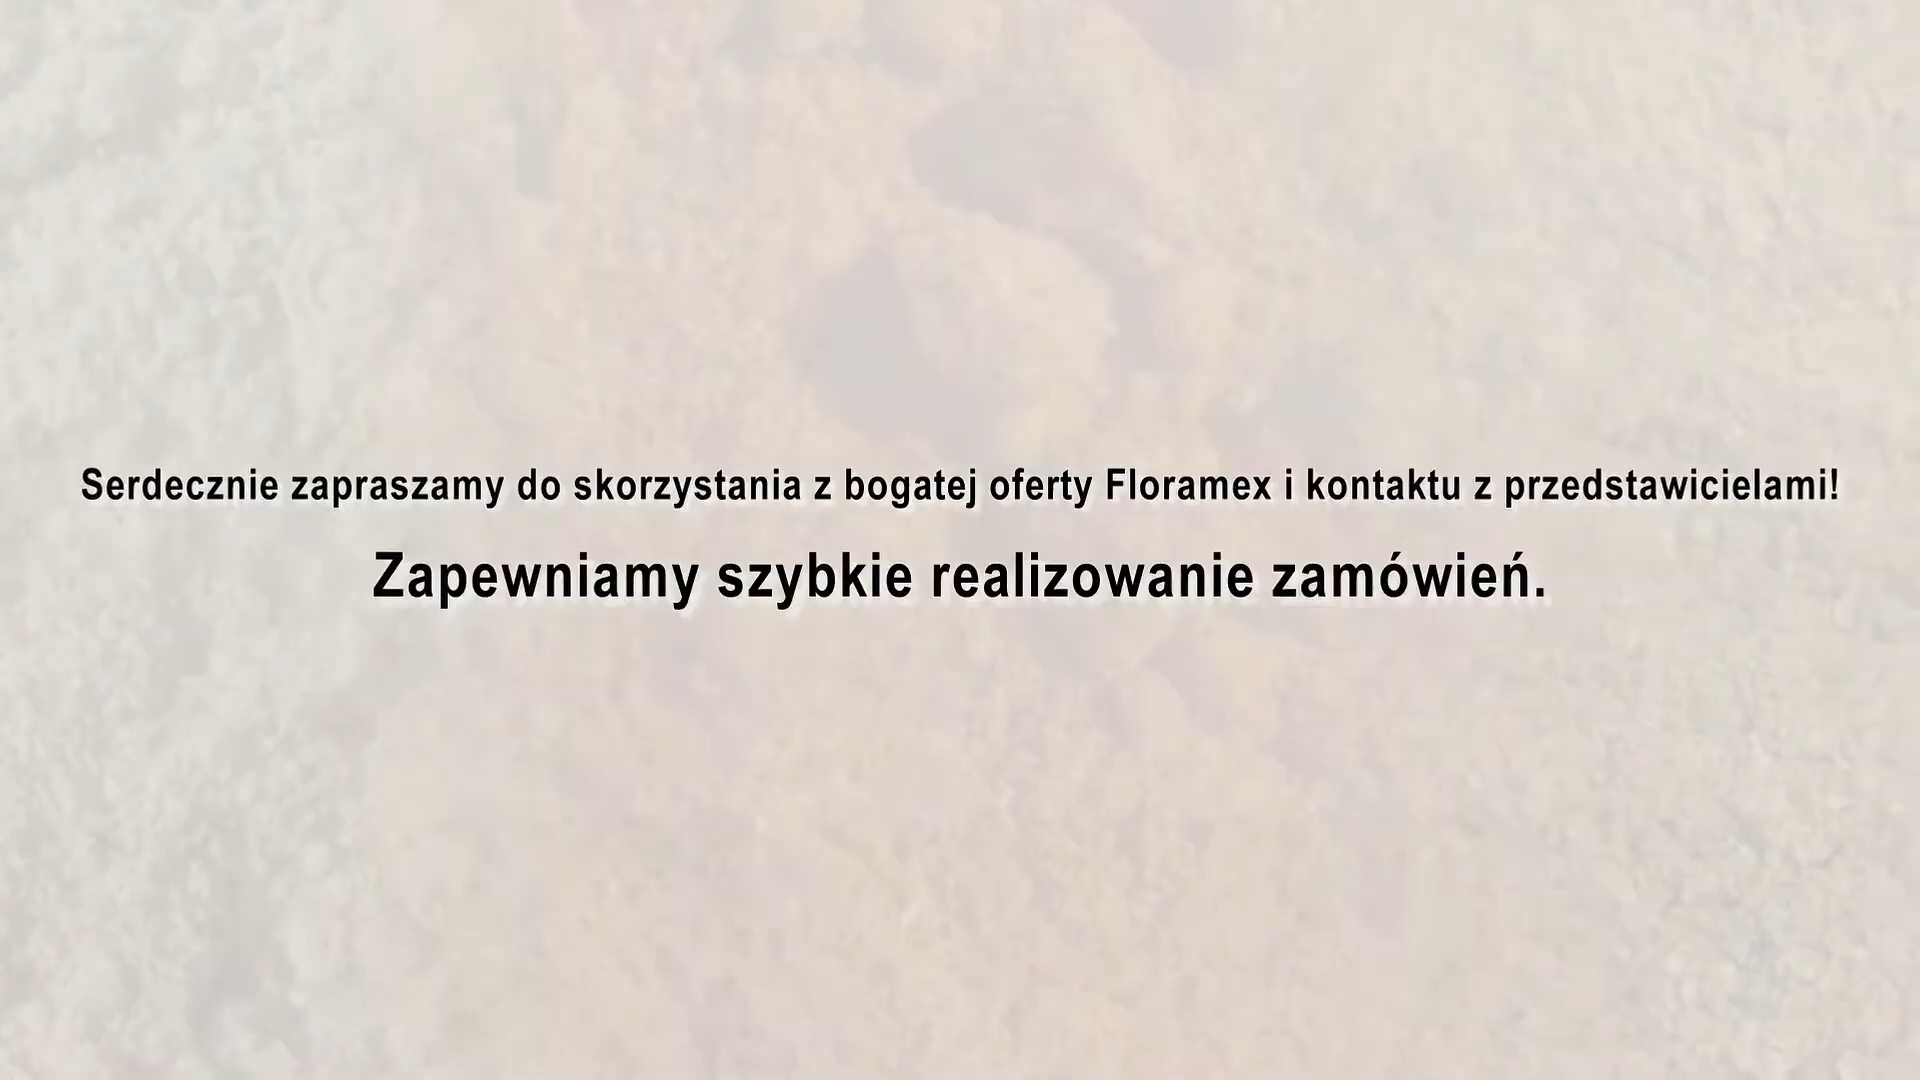 Serdecznie zapraszamy do skorzystania z bogatej oferty Floramex i kontaktu z przedstawicielami!
Zapewniamy szybkie realizowanie zamówień.